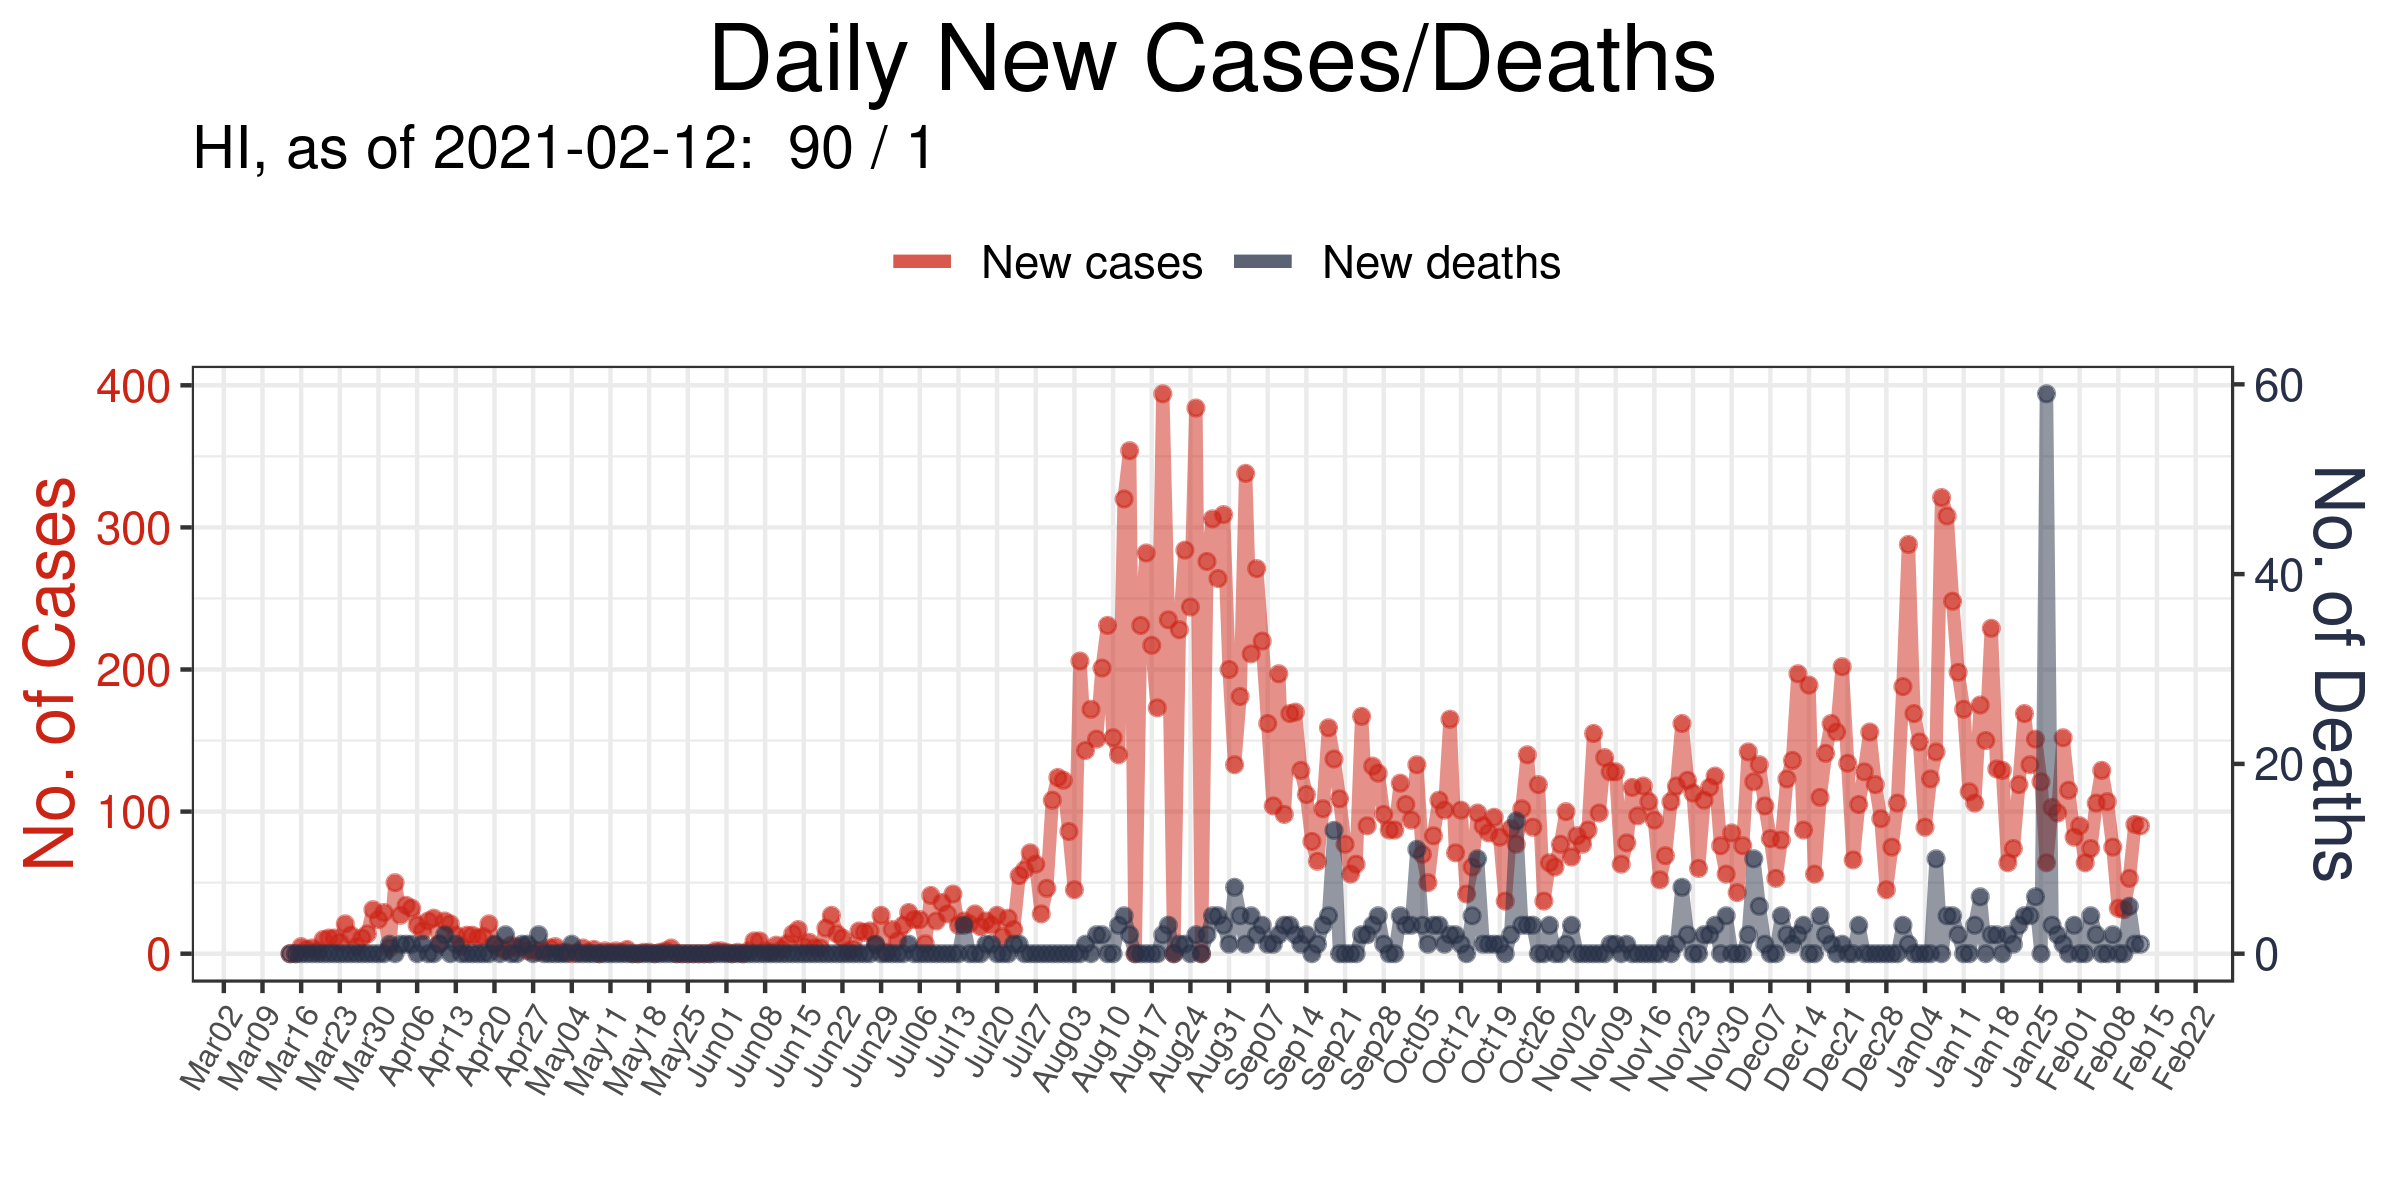 Daily New Cases/Deaths
HI, as of 2021-02-12:  90 / 1
New cases
New deaths
No. of Cases
400
300
200
100
0
60
40
20
0
No. of Deaths
Mar02
Mar09
Mar16
Mar23
Mar30
Apr06
Apr13
Apr20
Apr27
May04
May11
May18
May25
Jun01
Jun08
Jun15
Jun22
Jun29
Jul06
Jul13
Jul20
Jul27
Aug03
Aug10
Aug17
Aug24
Aug31
Sep07
Sep14
Sep21
Sep28
Oct05
Oct12
Oct19
Oct26
Nov02
Nov09
Nov16
Nov23
Nov30
Dec07
Dec14
Dec21
Dec28
Jan04
Jan11
Jan18
Jan25
Feb01
Feb08
Feb15
Feb22